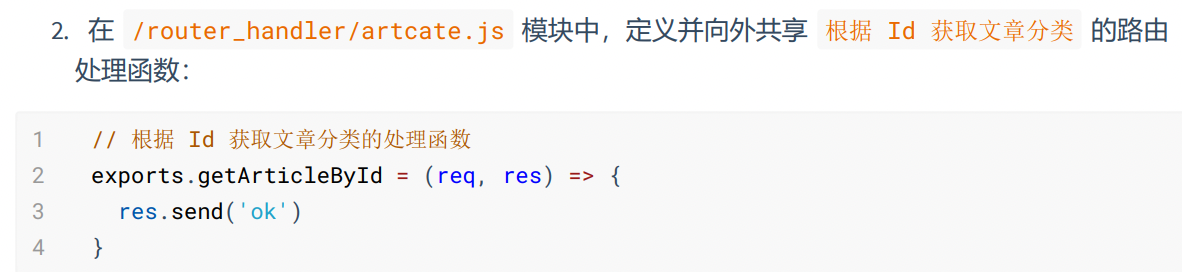 2. 在 /router_handler/artcate.js 模块中，定义并向外共享 根据 Id 获取文章分类 的路由
处理函数：
1 // 根据 Id 获取文章分类的处理函数
2 exports.getArticleById = (req, res) => {
3   res.send('ok')
4 }